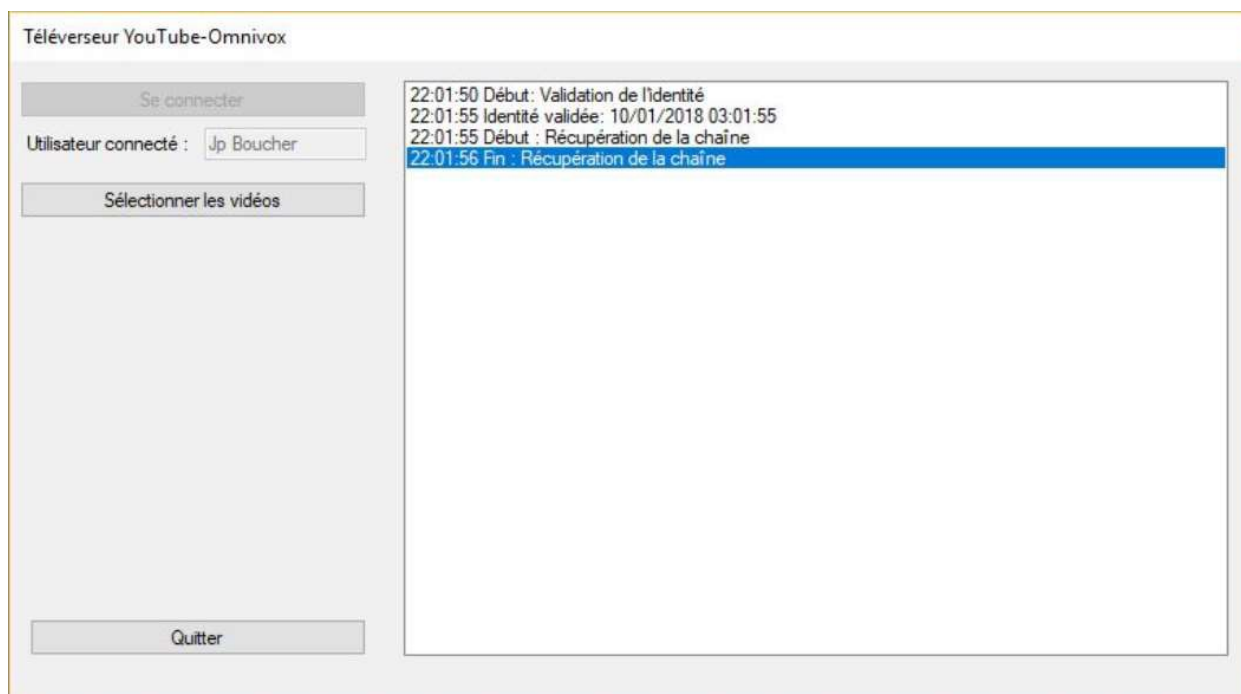 Téléverseur YouTube-Omnivox
Se connecter
Utilisateur connecté :
Jp Boucher
Sélectionner les vidéos
Quitter
22:01:50 Début: Validation de l'identité
22:01:55 Identité validée: 10/01/2018 03:01:55
22:01:55 Début : Récupération de la chaîne
22:01:56 Fin : Récupération de la chaîne